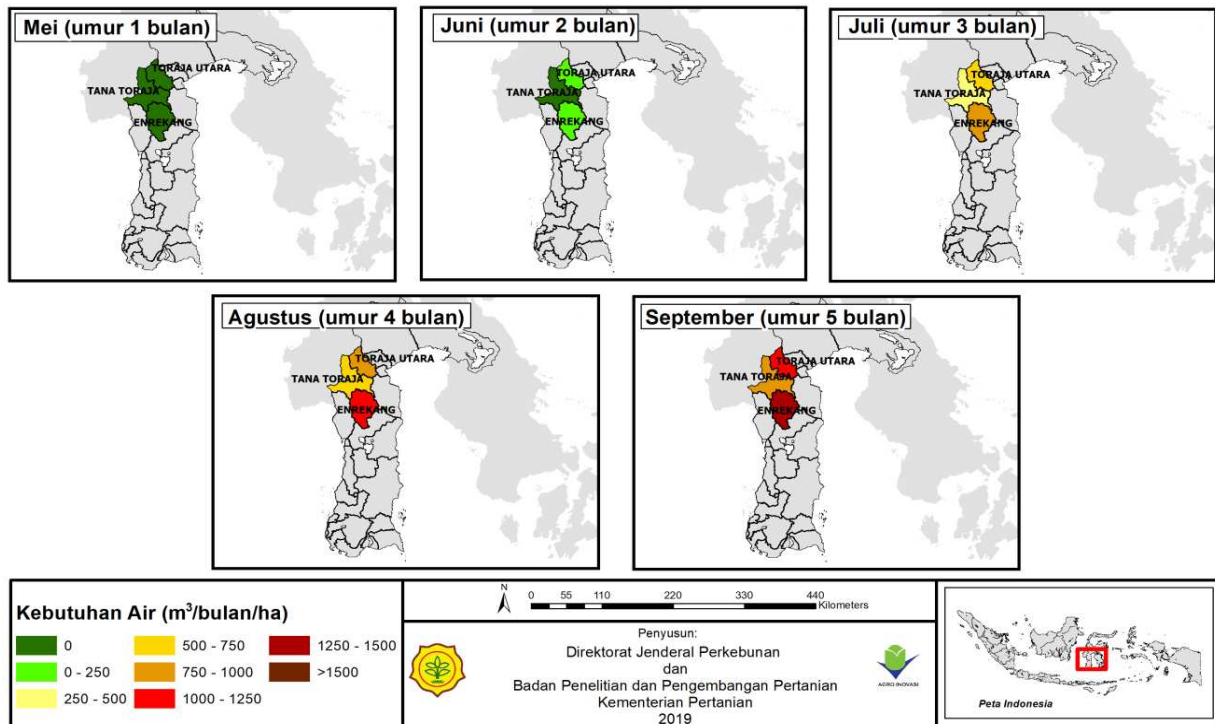 Mei (umur 1 bulan)
TORAJA UTARA
TANA TORAJA
ENREKANG
Juni (umur 2 bulan)
TORAJA UTARA
TANA TORAJA
ENREKANG
Juli (umur 3 bulan)
TORAJA UTARA
TANA TORAJA
ENREKANG
Agustus (umur 4 bulan)
TORAJA UTARA
TANA TORAJA
ENREKANG
September (umur 5 bulan)
TORAJA UTARA
TANA TORAJA
ENREKANG
Kebutuhan Air (m³/bulan/ha)
0
0 - 250
250 - 500
500 - 750
750 - 1000
1000 - 1250
1250 - 1500
>1500
N
0 55 110 220 330 440
Kilometers
Penyusun:
Direktorat Jenderal Perkebunan
dan
Badan Penelitian dan Pengembangan Pertanian
Kementerian Pertanian
2019
AGRO INOVASI
Peta Indonesia